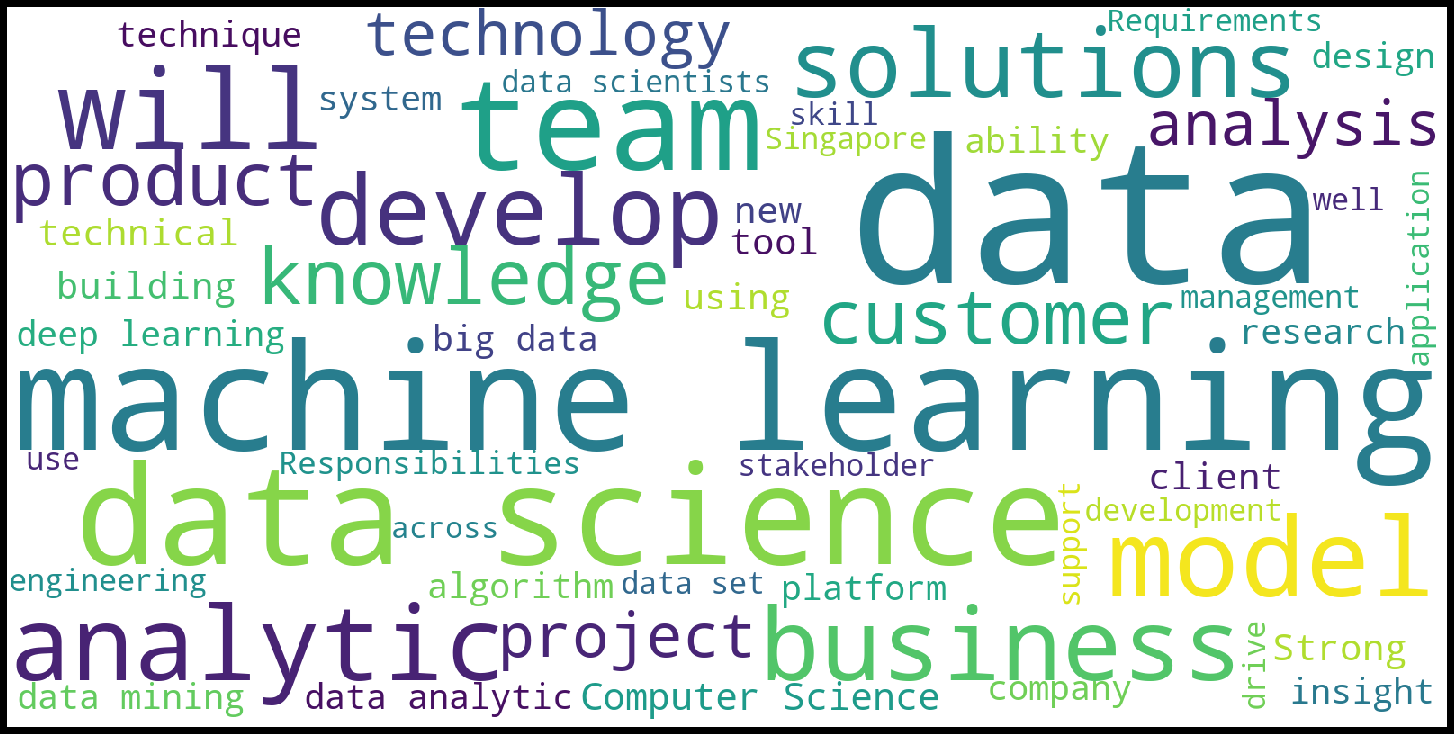 technique
technology
Requirements
solutions
design
will
system
data scientists
team
skill
Singapore
ability
analysis
product
develop
new
data
well
application
technical
tool
building
knowledge
using
customer
management
deep learning
big data
research
machine learning
use
Responsibilities
stakeholder
client
data science
across
support
development
model
engineering
algorithm
data set
platform
analytic
project
business
drive
Strong
data mining
data analytic
Computer Science
company
insight